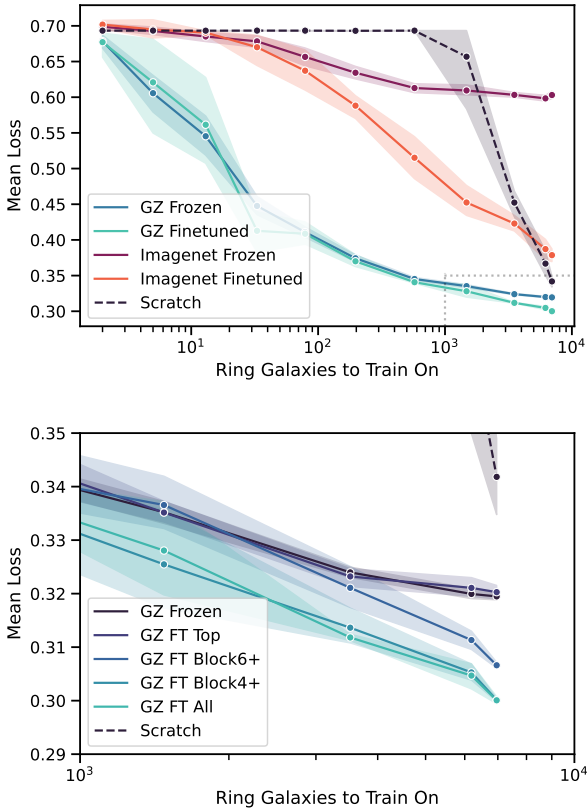 0.70
0.65
0.60
0.55
0.50
0.45
0.40
0.35
0.30
Mean Loss
GZ Frozen
GZ Finetuned
Imagenet Frozen
Imagenet Finetuned
Scratch
10¹ 10² 10³ 10⁴
Ring Galaxies to Train On
0.35
0.34
0.33
0.32
0.31
0.30
0.29
Mean Loss
GZ Frozen
GZ FT Top
GZ FT Block6+
GZ FT Block4+
GZ FT All
Scratch
10³ 10⁴
Ring Galaxies to Train On